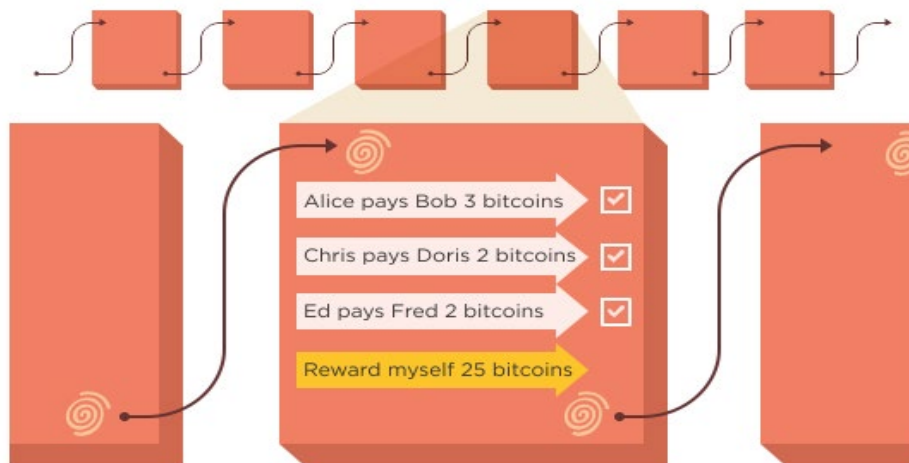 Alice pays Bob 3 bitcoins
Chris pays Doris 2 bitcoins
Ed pays Fred 2 bitcoins
Reward myself 25 bitcoins